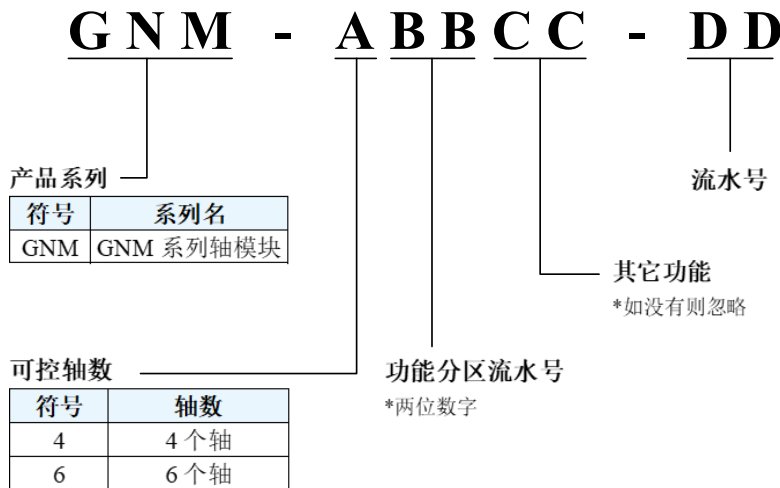 GNM - ABBCC - DD
产品系列
符号 系列名
GNM GNM 系列轴模块
流水号
其它功能
*如没有则忽略
可控轴数
符号 轴数
4 4 个轴
6 6 个轴
功能分区流水号
*两位数字